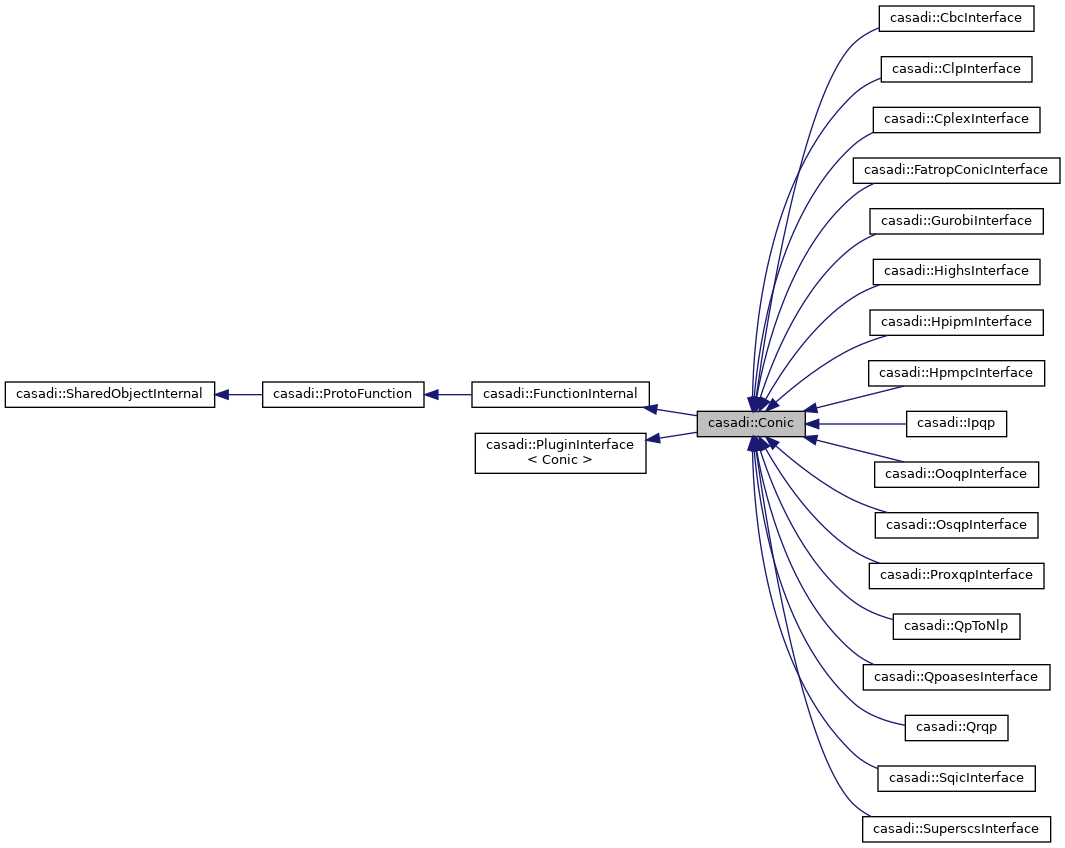 casadi::CbcInterface
casadi::ClpInterface
casadi::CplexInterface
casadi::FatropConicInterface
casadi::GurobiInterface
casadi::HighsInterface
casadi::HpipmInterface
casadi::HpmpcInterface
casadi::SharedObjectInternal
casadi::ProtoFunction
casadi::FunctionInternal
casadi::Conic
casadi::Ipqp
casadi::PluginInterface
< Conic >
casadi::OoqpInterface
casadi::OsqpInterface
casadi::ProxqpInterface
casadi::QpToNlp
casadi::QpoasesInterface
casadi::Qrqp
casadi::SqicInterface
casadi::SuperscsInterface